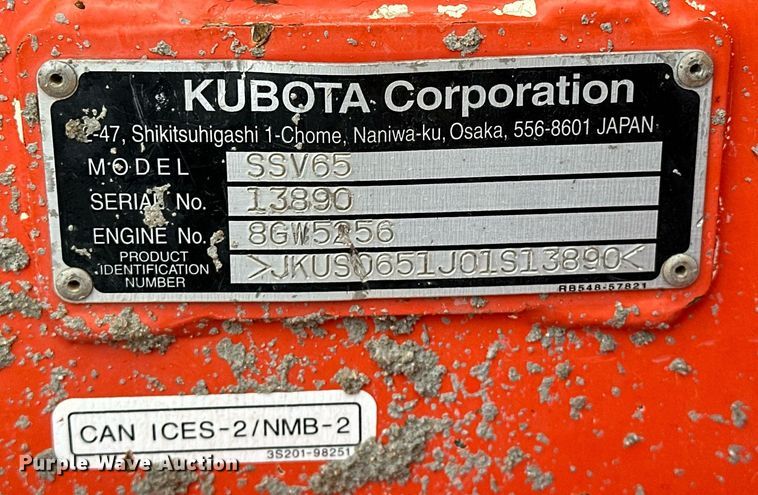 KUBOTA Corporation
2-47, Shikitsuhigashi 1-Chome, Naniwa-ku, Osaka, 556-8601 JAPAN
MODEL SSV65
SERIAL No. 13890
ENGINE No. 8GW5256
PRODUCT
IDENTIFICATION
NUMBER >JKUS0651J01S13890<
RB548-57821
CAN ICES-2/NMB-2
3S201-98251
Purple Wave Auction